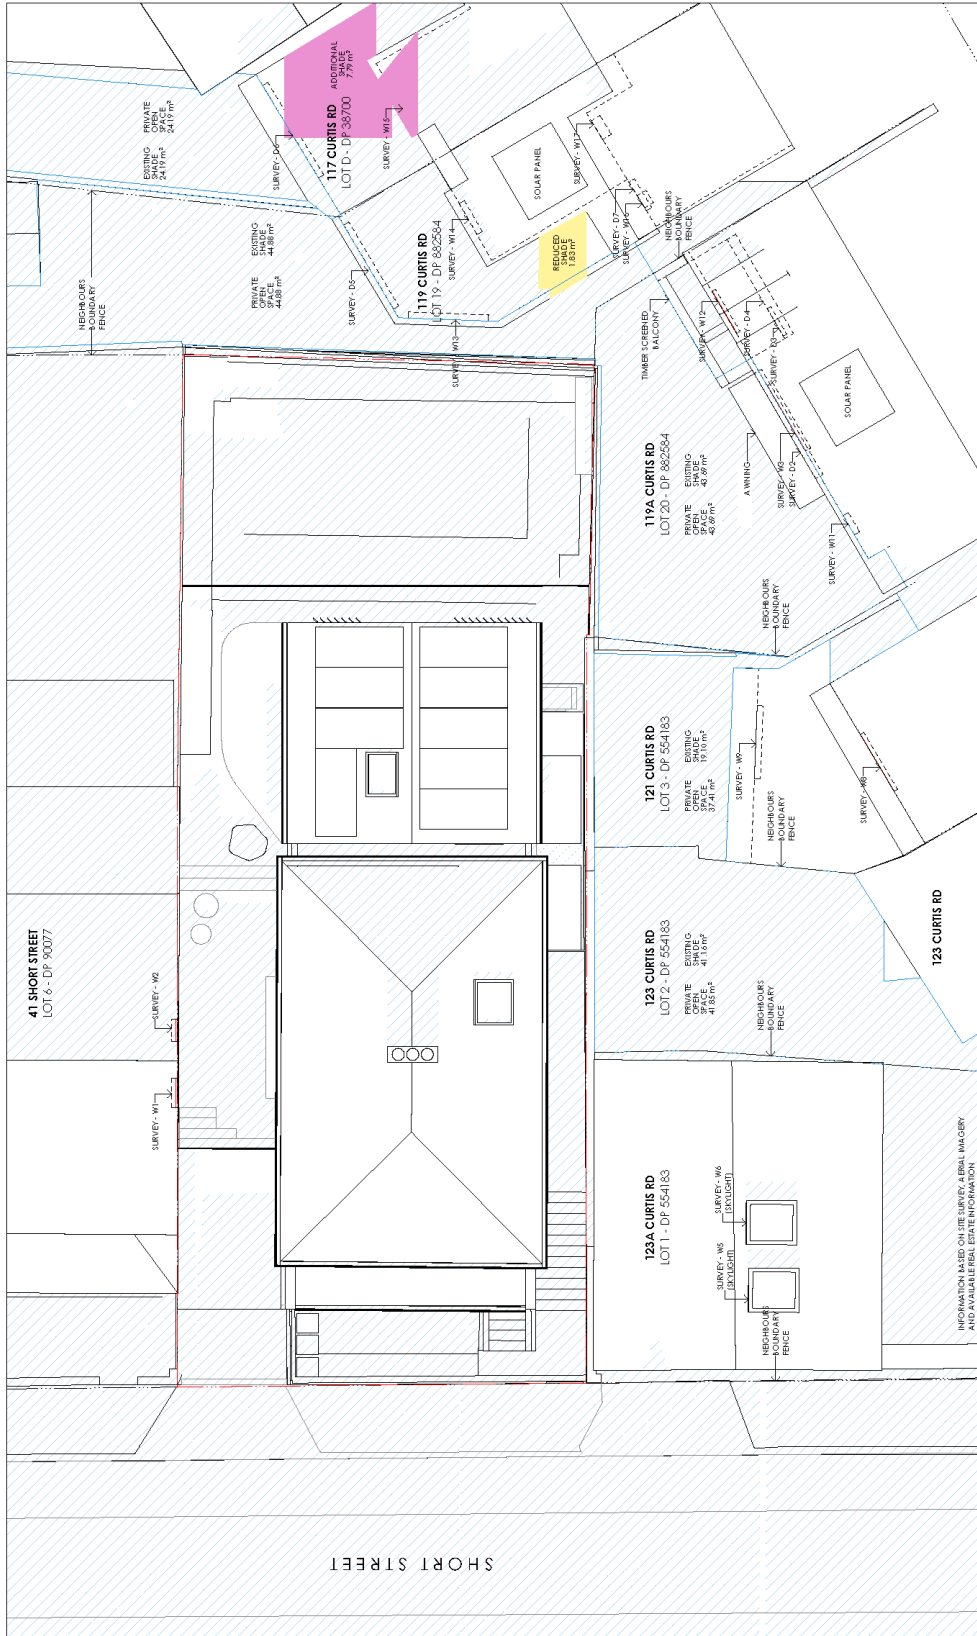 PRIVATE
OPEN
SPACE
24.19 m²
EXISTING
SHADE
24.19 m²
SURVEY - D6
117 CURTIS RD
LOT D - DP 38700
ADDITIONAL
SHADE
7.79 m²
SURVEY - W15
NEIGHBOURS
BOUNDARY
FENCE
EXISTING
SHADE
44.88 m²
PRIVATE
OPEN
SPACE
44.88 m²
SURVEY - D5
119 CURTIS RD
LOT 19 - DP 882584
SURVEY - W14
SURVEY - W13
SOLAR PANEL
SURVEY - W17
REDUCED
SHADE
1.83 m²
SURVEY - D7
SURVEY - W16
NEIGHBOURS
BOUNDARY
FENCE
TIMBER SCREENED
BALCONY
SURVEY - W12
SURVEY - D4
SURVEY - D3
SOLAR PANEL
119A CURTIS RD
LOT 20 - DP 882584
PRIVATE
OPEN
SPACE
43.69 m²
EXISTING
SHADE
43.69 m²
AWNING
SURVEY - W3
SURVEY - D2
SURVEY - W11
NEIGHBOURS
BOUNDARY
FENCE
121 CURTIS RD
LOT 3 - DP 554183
PRIVATE
OPEN
SPACE
37.41 m²
EXISTING
SHADE
19.10 m²
SURVEY - W9
SURVEY - W8
NEIGHBOURS
BOUNDARY
FENCE
41 SHORT STREET
LOT 6 - DP 90077
SURVEY - W2
SURVEY - W1
123 CURTIS RD
LOT 2 - DP 554183
PRIVATE
OPEN
SPACE
41.85 m²
EXISTING
SHADE
41.16 m²
123 CURTIS RD
NEIGHBOURS
BOUNDARY
FENCE
123A CURTIS RD
LOT 1 - DP 554183
SURVEY - W6
(SKYLIGHT)
SURVEY - W5
(SKYLIGHT)
NEIGHBOURS
BOUNDARY
FENCE
INFORMATION BASED ON SITE SURVEY, AERIAL IMAGERY
AND AVAILABLE REAL ESTATE INFORMATION
SHORT STREET